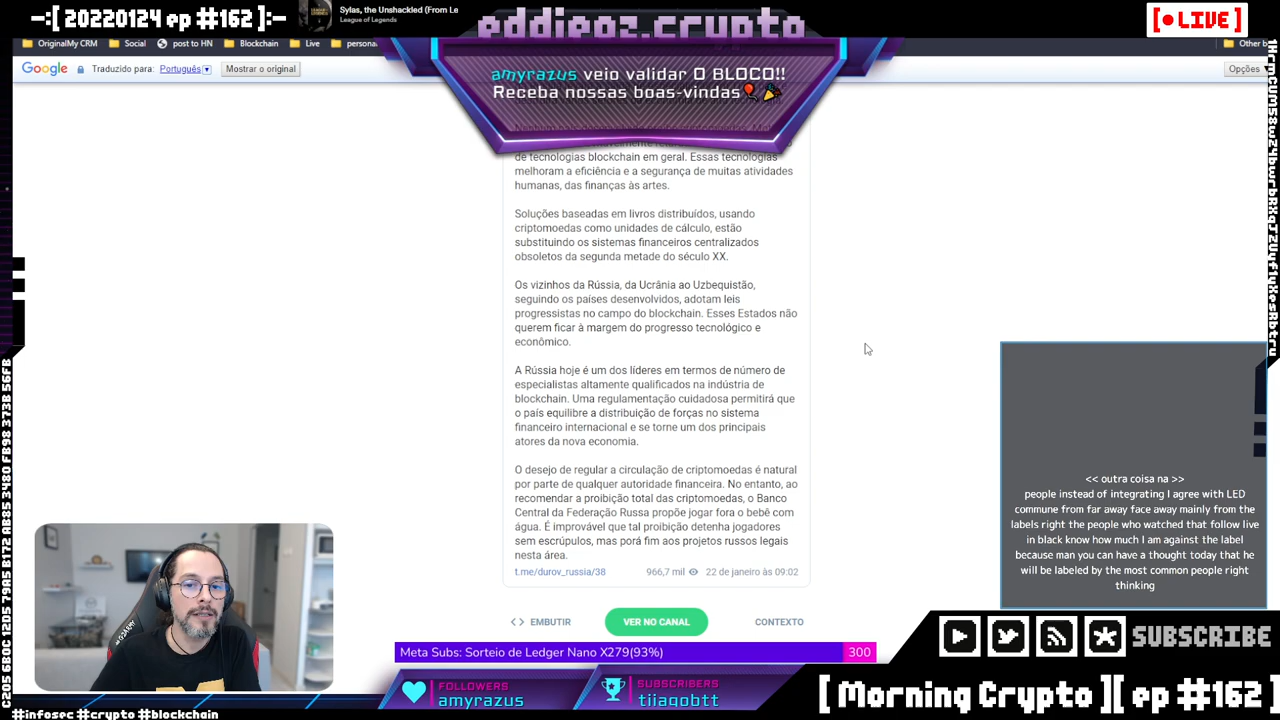 -:[ 20220124 ep #162 ]:-
Sylas, the Unshackled (From Le
League of Legends
eddieoz.crypto
[ LIVE ]
OriginalMy CRM
Social
post to HN
Blockchain
Live
persona
Other b
Google
Traduzido para: Português
Mostrar o original
Opções
amyrazus veio validar O BLOCO!!
Receba nossas boas-vindas🎈🎉
de tecnologias blockchain em geral. Essas tecnologias
melhoram a eficiência e a segurança de muitas atividades
humanas, das finanças às artes.
Soluções baseadas em livros distribuídos, usando
criptomoedas como unidades de cálculo, estão
substituindo os sistemas financeiros centralizados
obsoletos da segunda metade do século XX.
Os vizinhos da Rússia, da Ucrânia ao Uzbequistão,
seguindo os países desenvolvidos, adotam leis
progressistas no campo do blockchain. Esses Estados não
querem ficar à margem do progresso tecnológico e
econômico.
A Rússia hoje é um dos líderes em termos de número de
especialistas altamente qualificados na indústria de
blockchain. Uma regulamentação cuidadosa permitirá que
o país equilibre a distribuição de forças no sistema
financeiro internacional e se torne um dos principais
atores da nova economia.
O desejo de regular a circulação de criptomoedas é natural
por parte de qualquer autoridade financeira. No entanto, ao
recomendar a proibição total das criptomoedas, o Banco
Central da Federação Russa propõe jogar fora o bebê com
água. É improvável que tal proibição detenha jogadores
sem escrúpulos, mas porá fim aos projetos russos legais
nesta área.
t.me/durov_russia/38
966,7 mil
22 de janeiro às 09:02
<> EMBUTIR
VER NO CANAL
CONTEXTO
<< outra coisa na >>
people instead of integrating I agree with LED
commune from far away face away mainly from the
labels right the people who watched that follow live
in black know how much I am against the label
because man you can have a thought today that he
will be labeled by the most common people right
thinking
Meta Subs: Sorteio de Ledger Nano X279(93%)
300
FOLLOWERS
amyrazus
SUBSCRIBERS
tiiagobtt
SUBSCRIBE
[ Morning Crypto ][ ep #162 ]
#infosec #crypto #blockchain
C205 5B0C 1205 79A5 B172 AB85 3480 FB98 373B 56FB